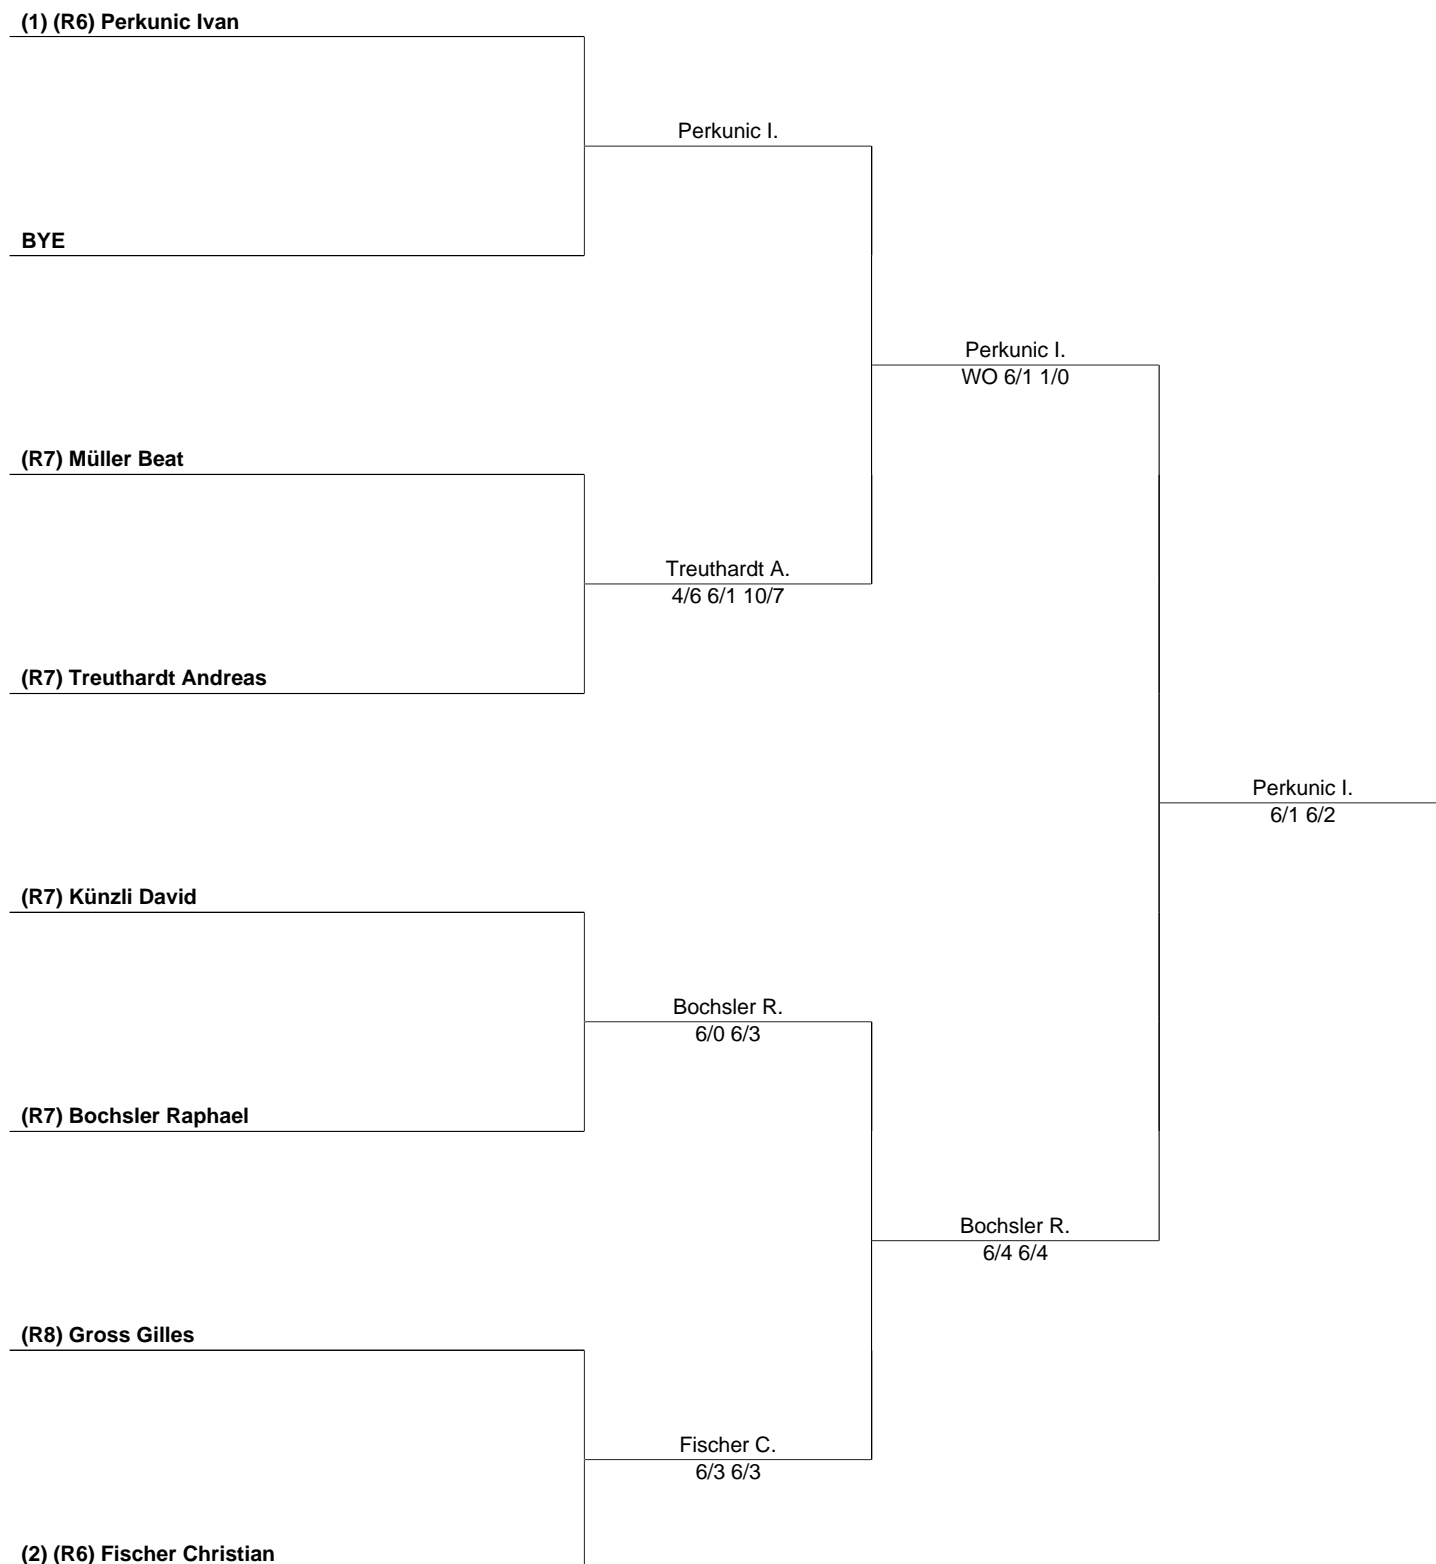 (1) (R6) Perkunic Ivan
Perkunic I.
BYE
Perkunic I.
WO 6/1 1/0
(R7) Müller Beat
Treuthardt A.
4/6 6/1 10/7
(R7) Treuthardt Andreas
Perkunic I.
6/1 6/2
(R7) Künzli David
Bochsler R.
6/0 6/3
(R7) Bochsler Raphael
Bochsler R.
6/4 6/4
(R8) Gross Gilles
Fischer C.
6/3 6/3
(2) (R6) Fischer Christian